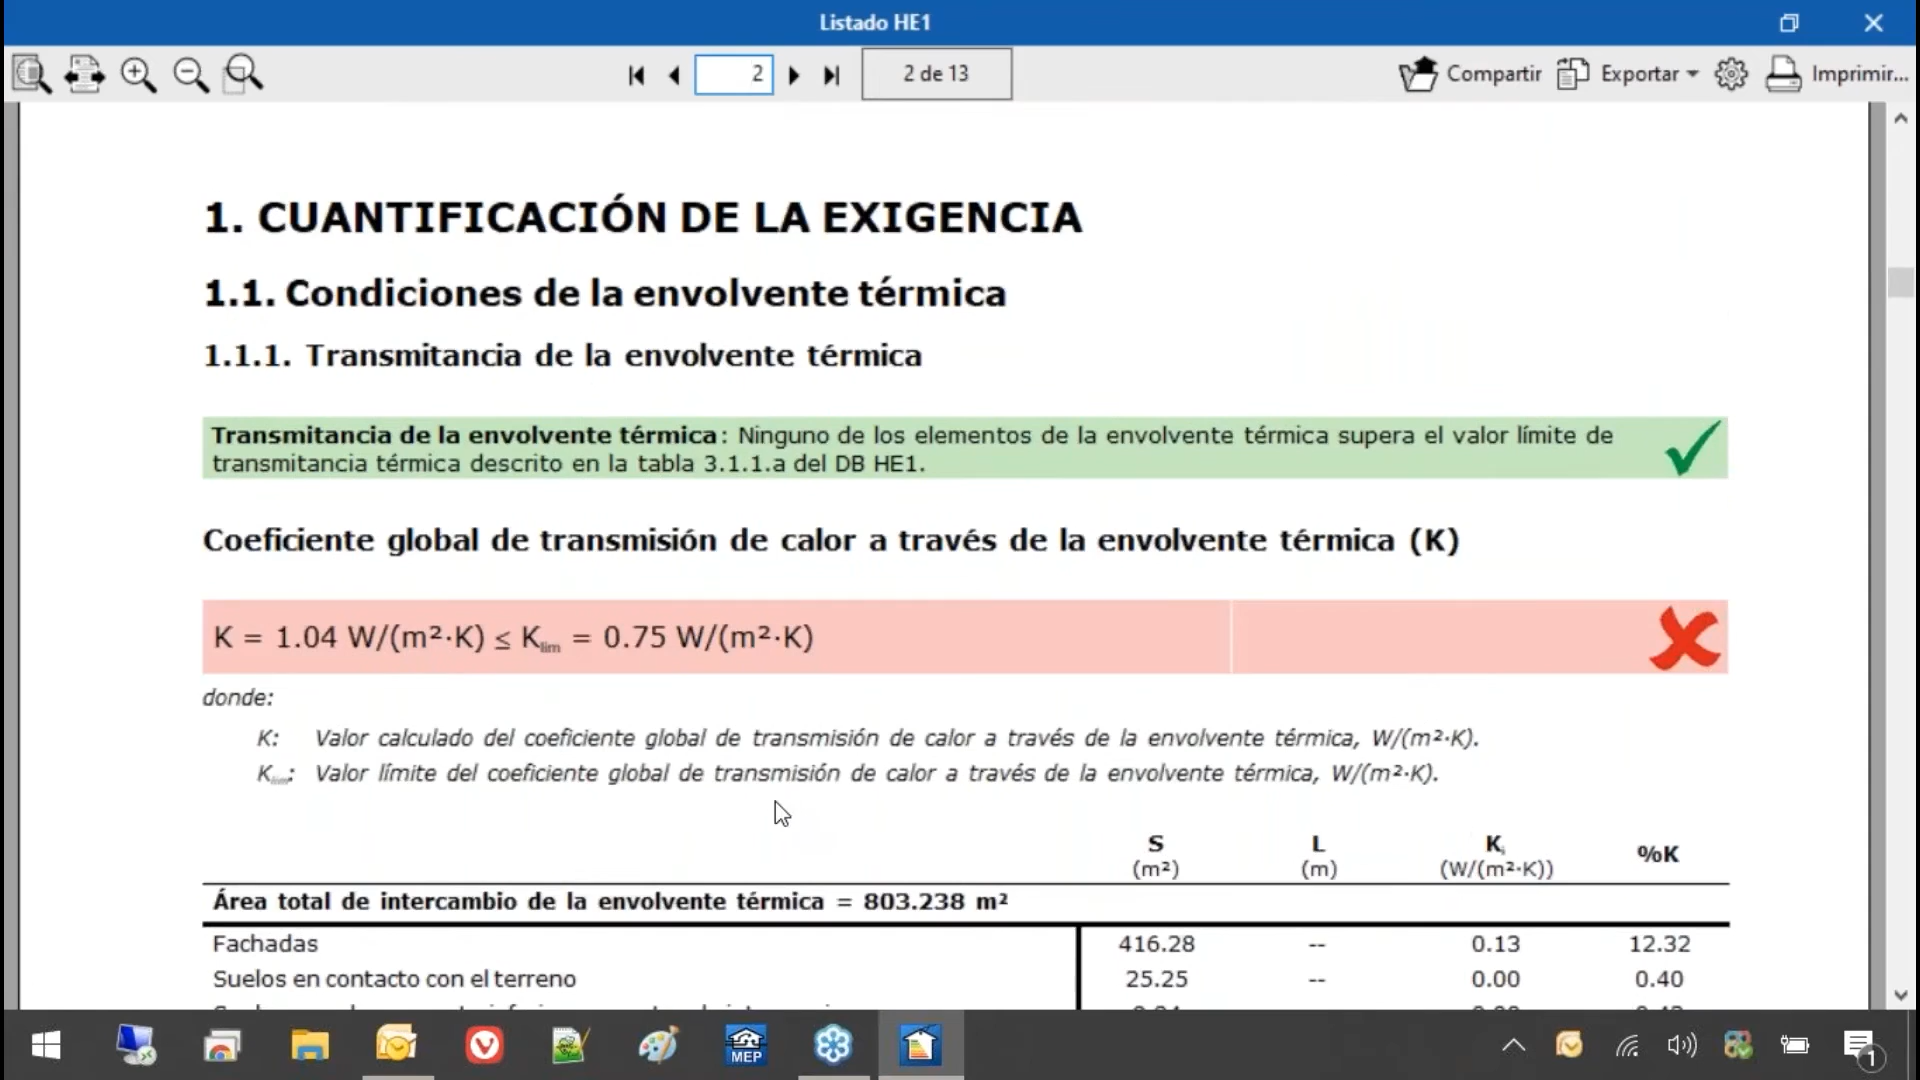 Listado HE1
2
2 de 13
Compartir
Exportar
Imprimir...
1. CUANTIFICACIÓN DE LA EXIGENCIA
1.1. Condiciones de la envolvente térmica
1.1.1. Transmitancia de la envolvente térmica
Transmitancia de la envolvente térmica: Ninguno de los elementos de la envolvente térmica supera el valor límite de
transmitancia térmica descrito en la tabla 3.1.1.a del DB HE1.
Coeficiente global de transmisión de calor a través de la envolvente térmica (K)
K = 1.04 W/(m²·K) ≤ Klim = 0.75 W/(m²·K)
donde:
K: Valor calculado del coeficiente global de transmisión de calor a través de la envolvente térmica, W/(m²·K).
Klim: Valor límite del coeficiente global de transmisión de calor a través de la envolvente térmica, W/(m²·K).
S L Ki %K
(m²) (m) (W/(m²·K))
Área total de intercambio de la envolvente térmica = 803.238 m²
Fachadas 416.28 -- 0.13 12.32
Suelos en contacto con el terreno 25.25 -- 0.00 0.40
MEP
1